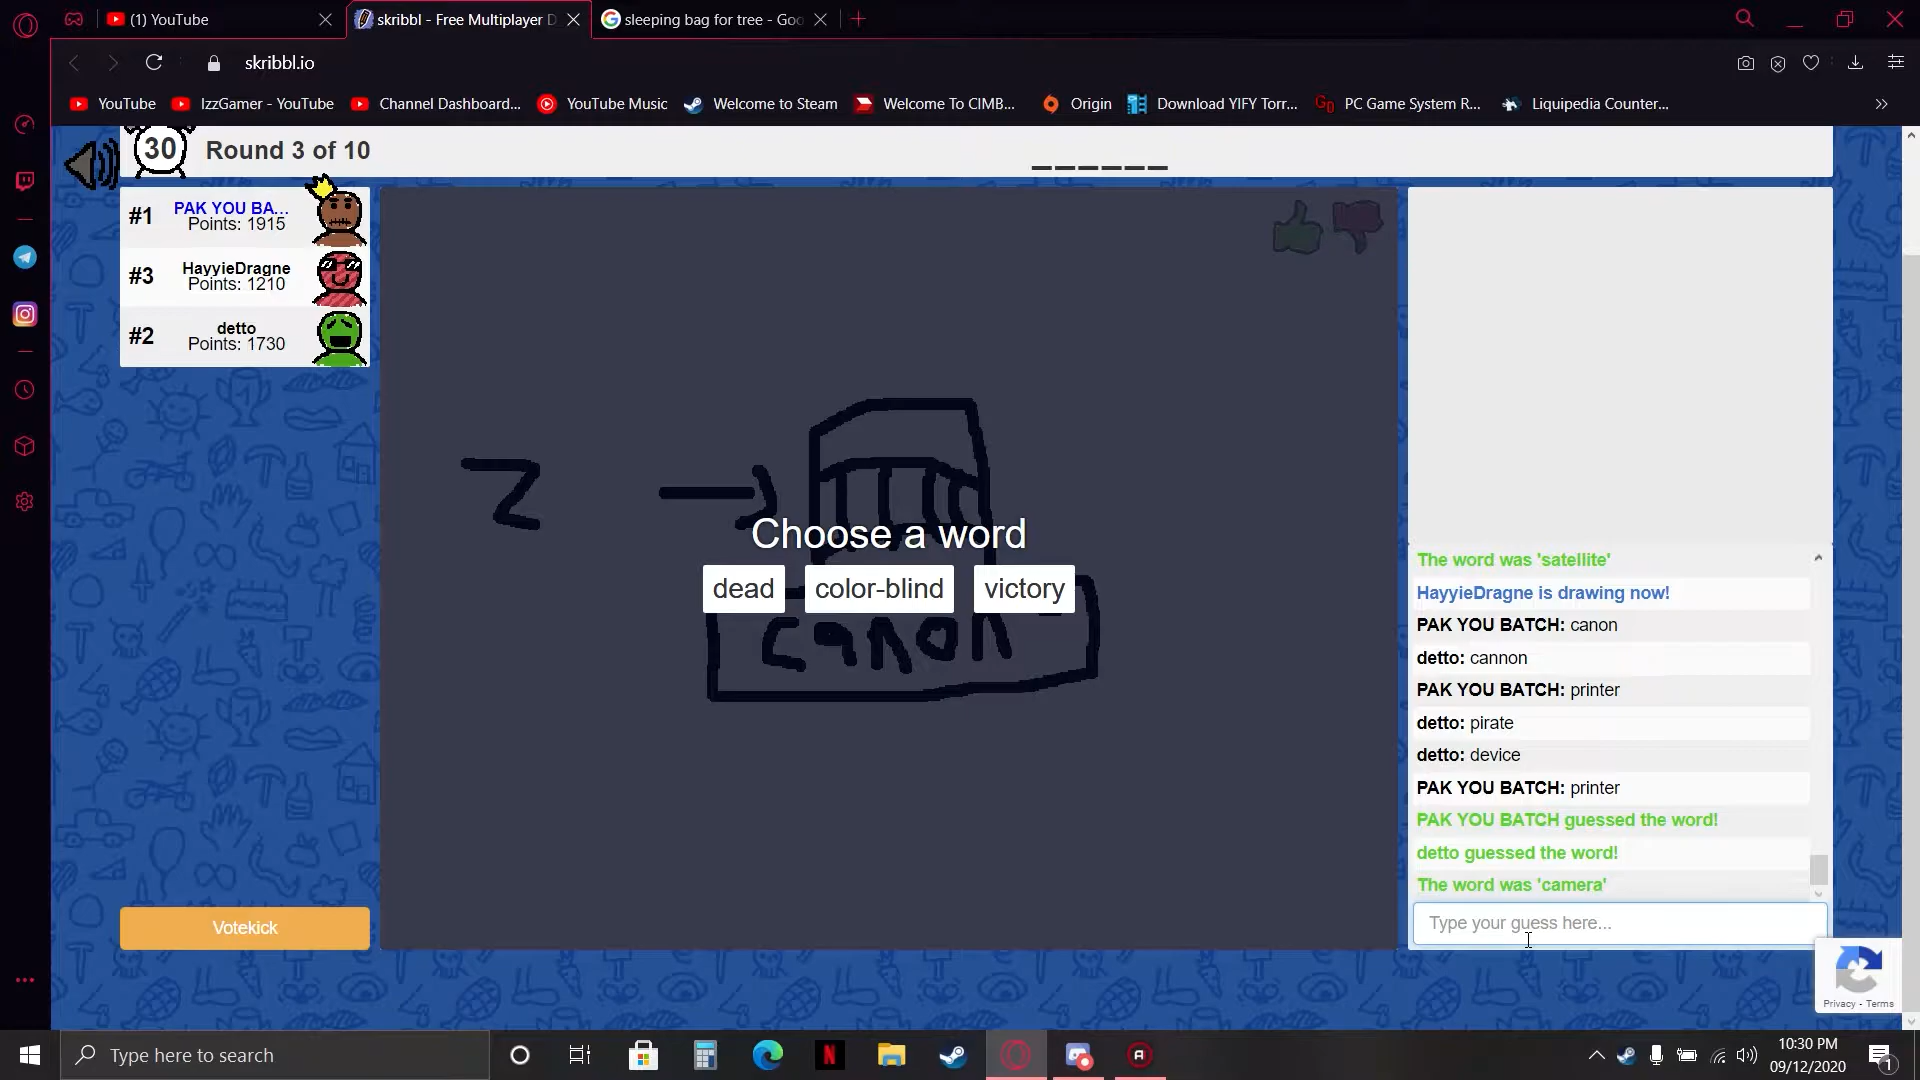 (1) YouTube
skribbl - Free Multiplayer D
sleeping bag for tree - Goo
skribbl.io
YouTube
IzzGamer - YouTube
Channel Dashboard...
YouTube Music
Welcome to Steam
Welcome To CIMB...
Origin
Download YIFY Torr...
PC Game System R...
Liquipedia Counter...
30
Round 3 of 10
______
#1
PAK YOU BA...
Points: 1915
#3
HayyieDragne
Points: 1210
#2
detto
Points: 1730
Z
Choose a word
dead
color-blind
victory
canon
The word was 'satellite'
HayyieDragne is drawing now!
PAK YOU BATCH: canon
detto: cannon
PAK YOU BATCH: printer
detto: pirate
detto: device
PAK YOU BATCH: printer
PAK YOU BATCH guessed the word!
detto guessed the word!
The word was 'camera'
Type your guess here...
Votekick
Privacy - Terms
Type here to search
10:30 PM
09/12/2020
1